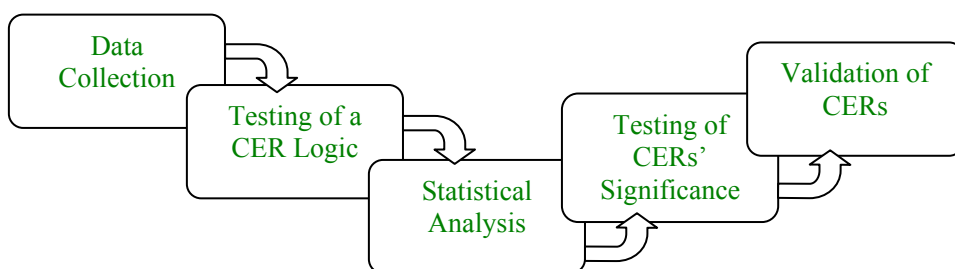 Data
Collection
Testing of a
CER Logic
Statistical
Analysis
Testing of
CERs’
Significance
Validation of
CERs